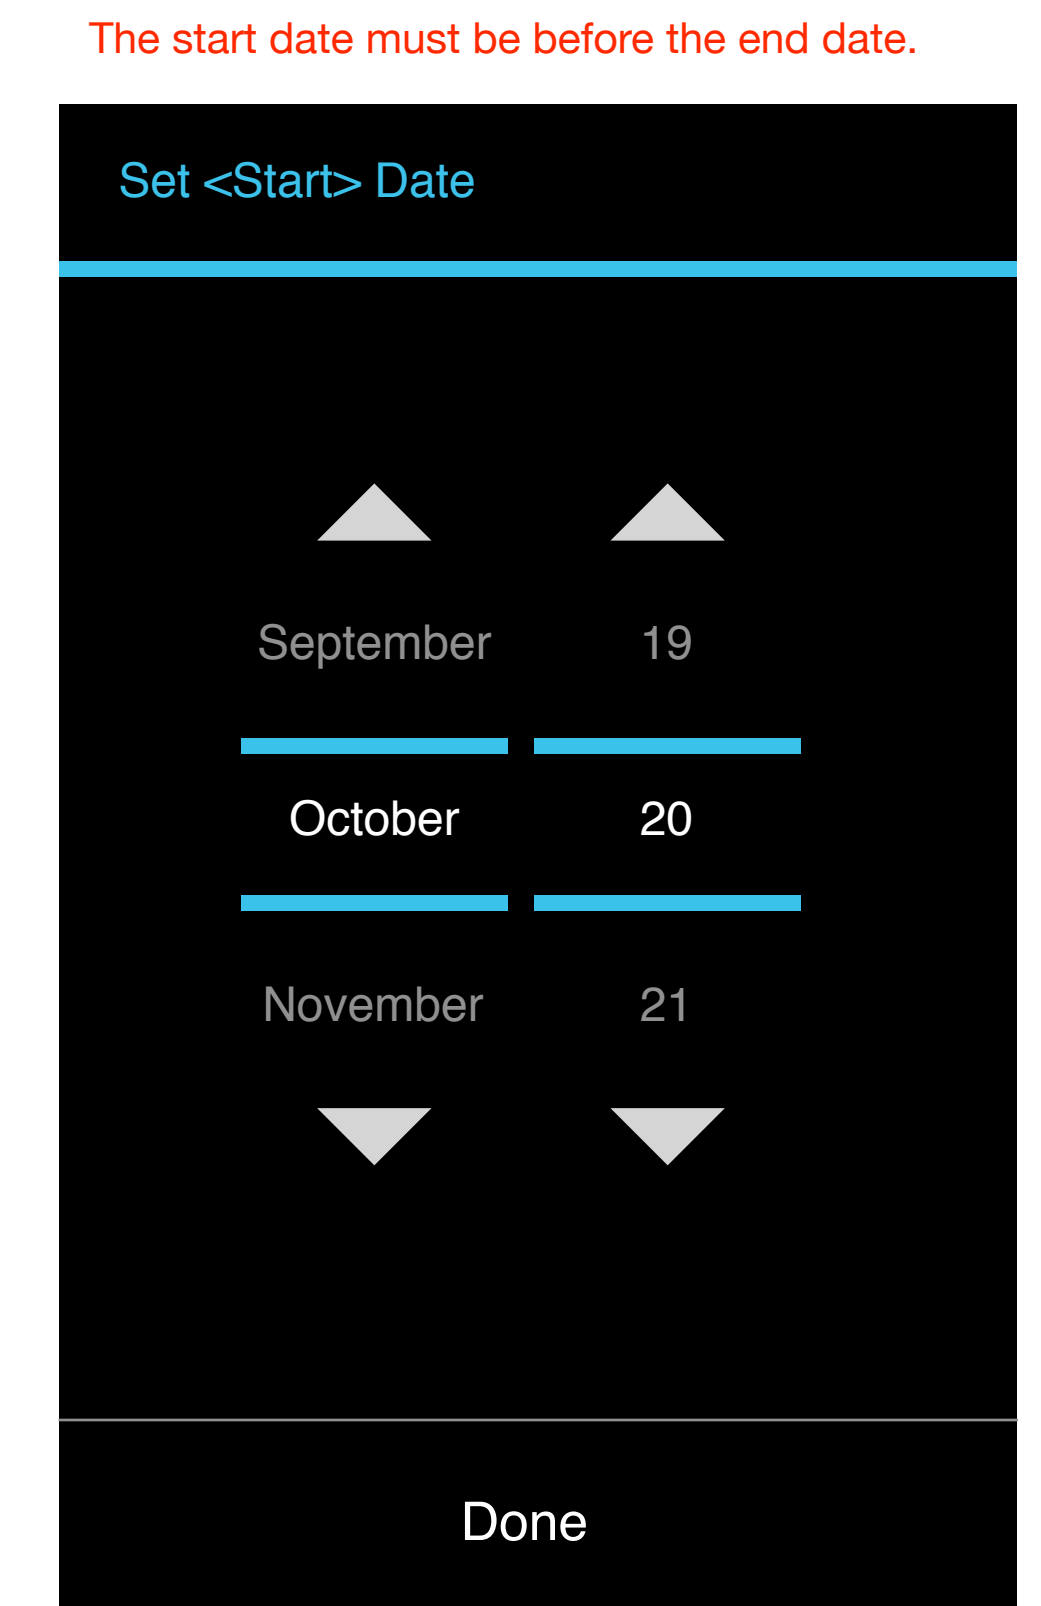 The start date must be before the end date.
Set <Start> Date
September 19
October 20
November 21
Done